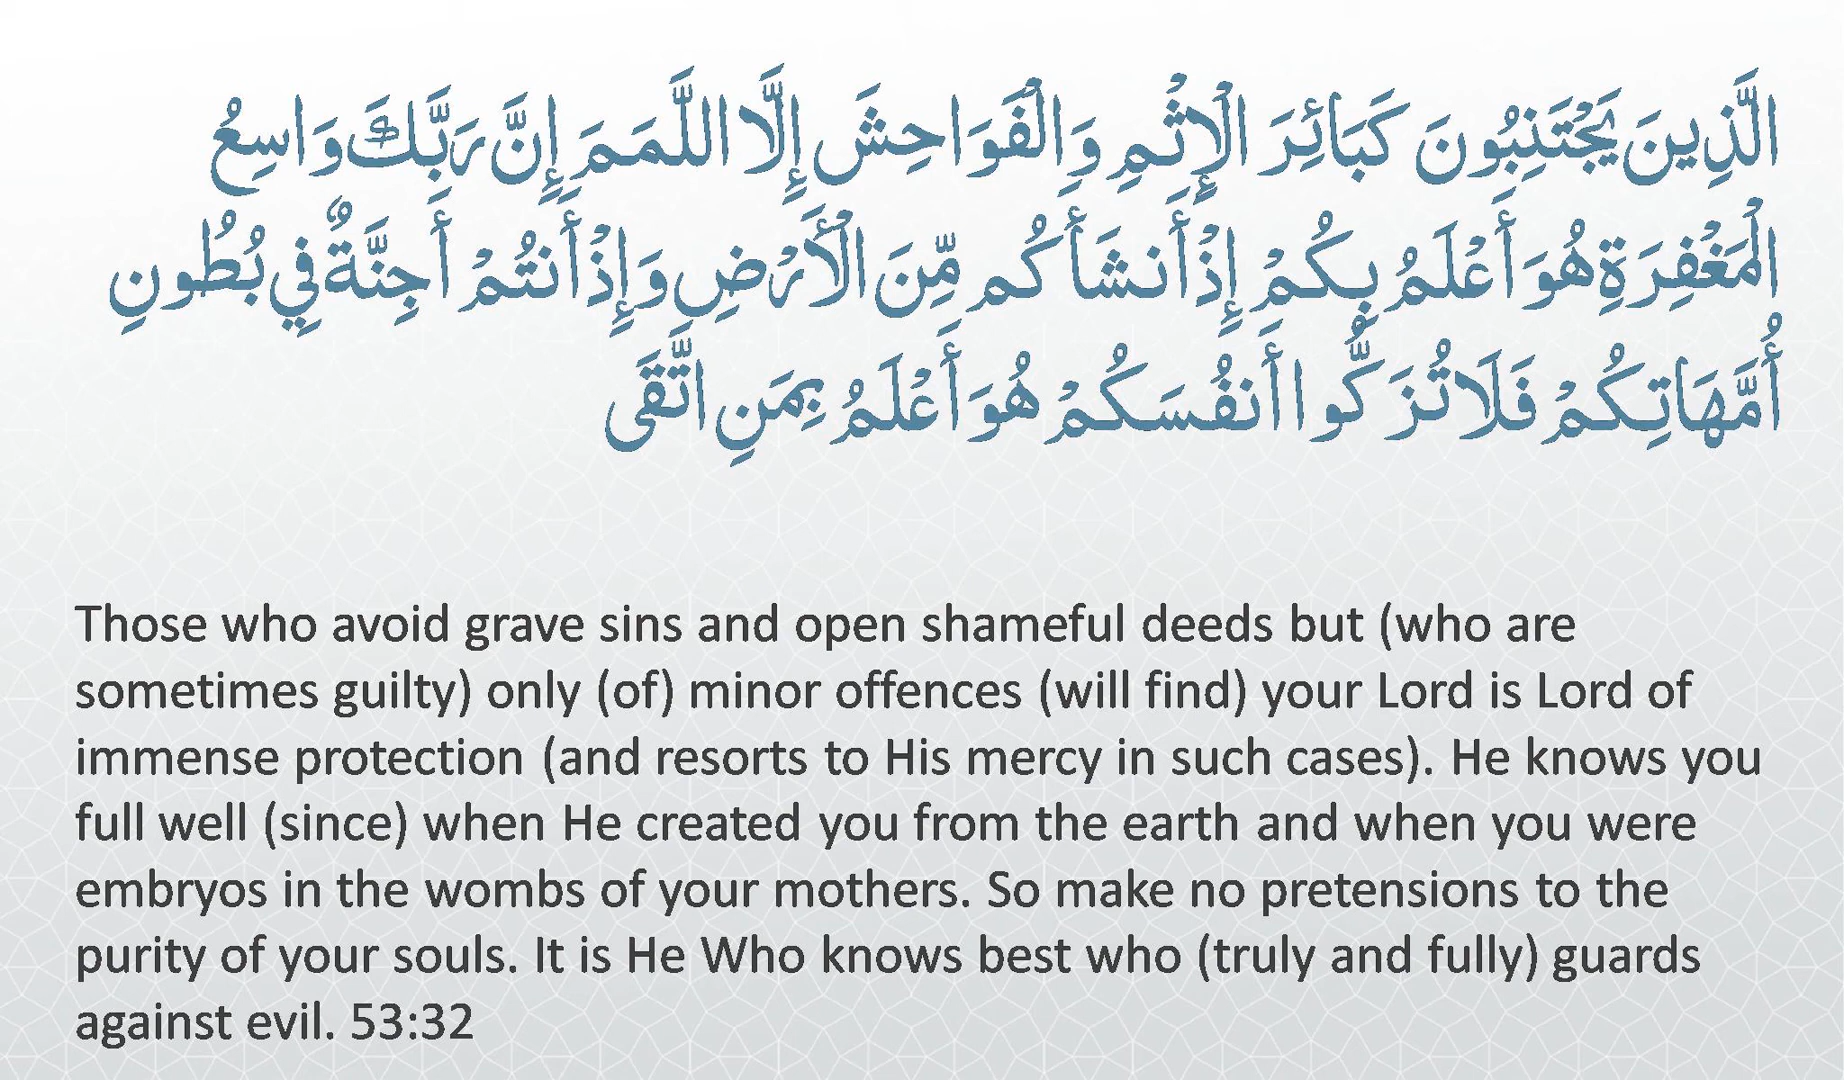 الَّذِينَ يَجْتَنِبُونَ كَبَائِرَ الْإِثْمِ وَالْفَوَاحِشَ إِلَّا اللَّمَمَ إِنَّ رَبَّكَ وَاسِعُ
الْمَغْفِرَةِ هُوَ أَعْلَمُ بِكُمْ إِذْ أَنشَأَكُم مِّنَ الْأَرْضِ وَإِذْ أَنتُمْ أَجِنَّةٌ فِي بُطُونِ
أُمَّهَاتِكُمْ فَلَا تُزَكُّوا أَنفُسَكُمْ هُوَ أَعْلَمُ بِمَنِ اتَّقَى
Those who avoid grave sins and open shameful deeds but (who are
sometimes guilty) only (of) minor offences (will find) your Lord is Lord of
immense protection (and resorts to His mercy in such cases). He knows you
full well (since) when He created you from the earth and when you were
embryos in the wombs of your mothers. So make no pretensions to the
purity of your souls. It is He Who knows best who (truly and fully) guards
against evil. 53:32